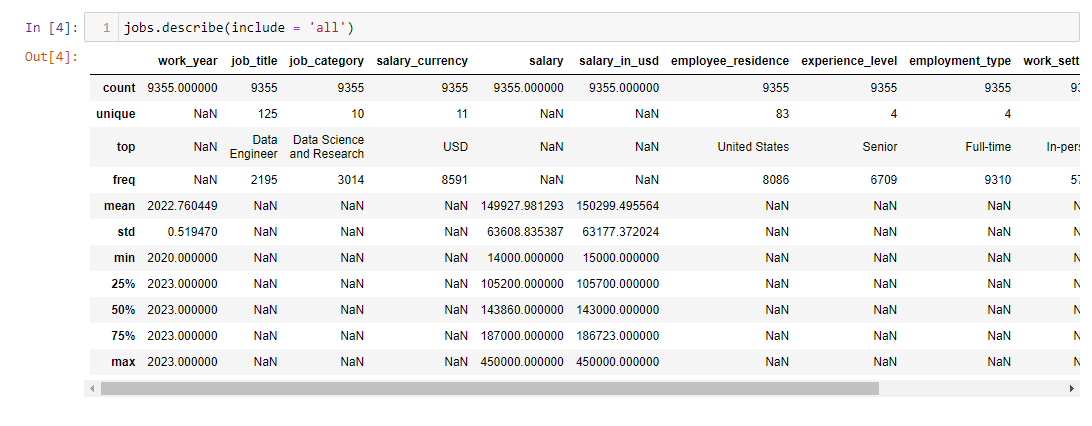 In [4]: 1 jobs.describe(include = 'all')
Out[4]:
work_year job_title job_category salary_currency salary salary_in_usd employee_residence experience_level employment_type work_sett
count 9355.000000 9355 9355 9355 9355.000000 9355.000000 9355 9355 9355 93
unique NaN 125 10 11 NaN NaN 83 4 4
top NaN Data Engineer Data Science and Research USD NaN NaN United States Senior Full-time In-pers
freq NaN 2195 3014 8591 NaN NaN 8086 6709 9310 57
mean 2022.760449 NaN NaN NaN 149927.981293 150299.495564 NaN NaN NaN N
std 0.519470 NaN NaN NaN 63608.835387 63177.372024 NaN NaN NaN N
min 2020.000000 NaN NaN NaN 14000.000000 15000.000000 NaN NaN NaN N
25% 2023.000000 NaN NaN NaN 105200.000000 105700.000000 NaN NaN NaN N
50% 2023.000000 NaN NaN NaN 143860.000000 143000.000000 NaN NaN NaN N
75% 2023.000000 NaN NaN NaN 187000.000000 186723.000000 NaN NaN NaN N
max 2023.000000 NaN NaN NaN 450000.000000 450000.000000 NaN NaN NaN N